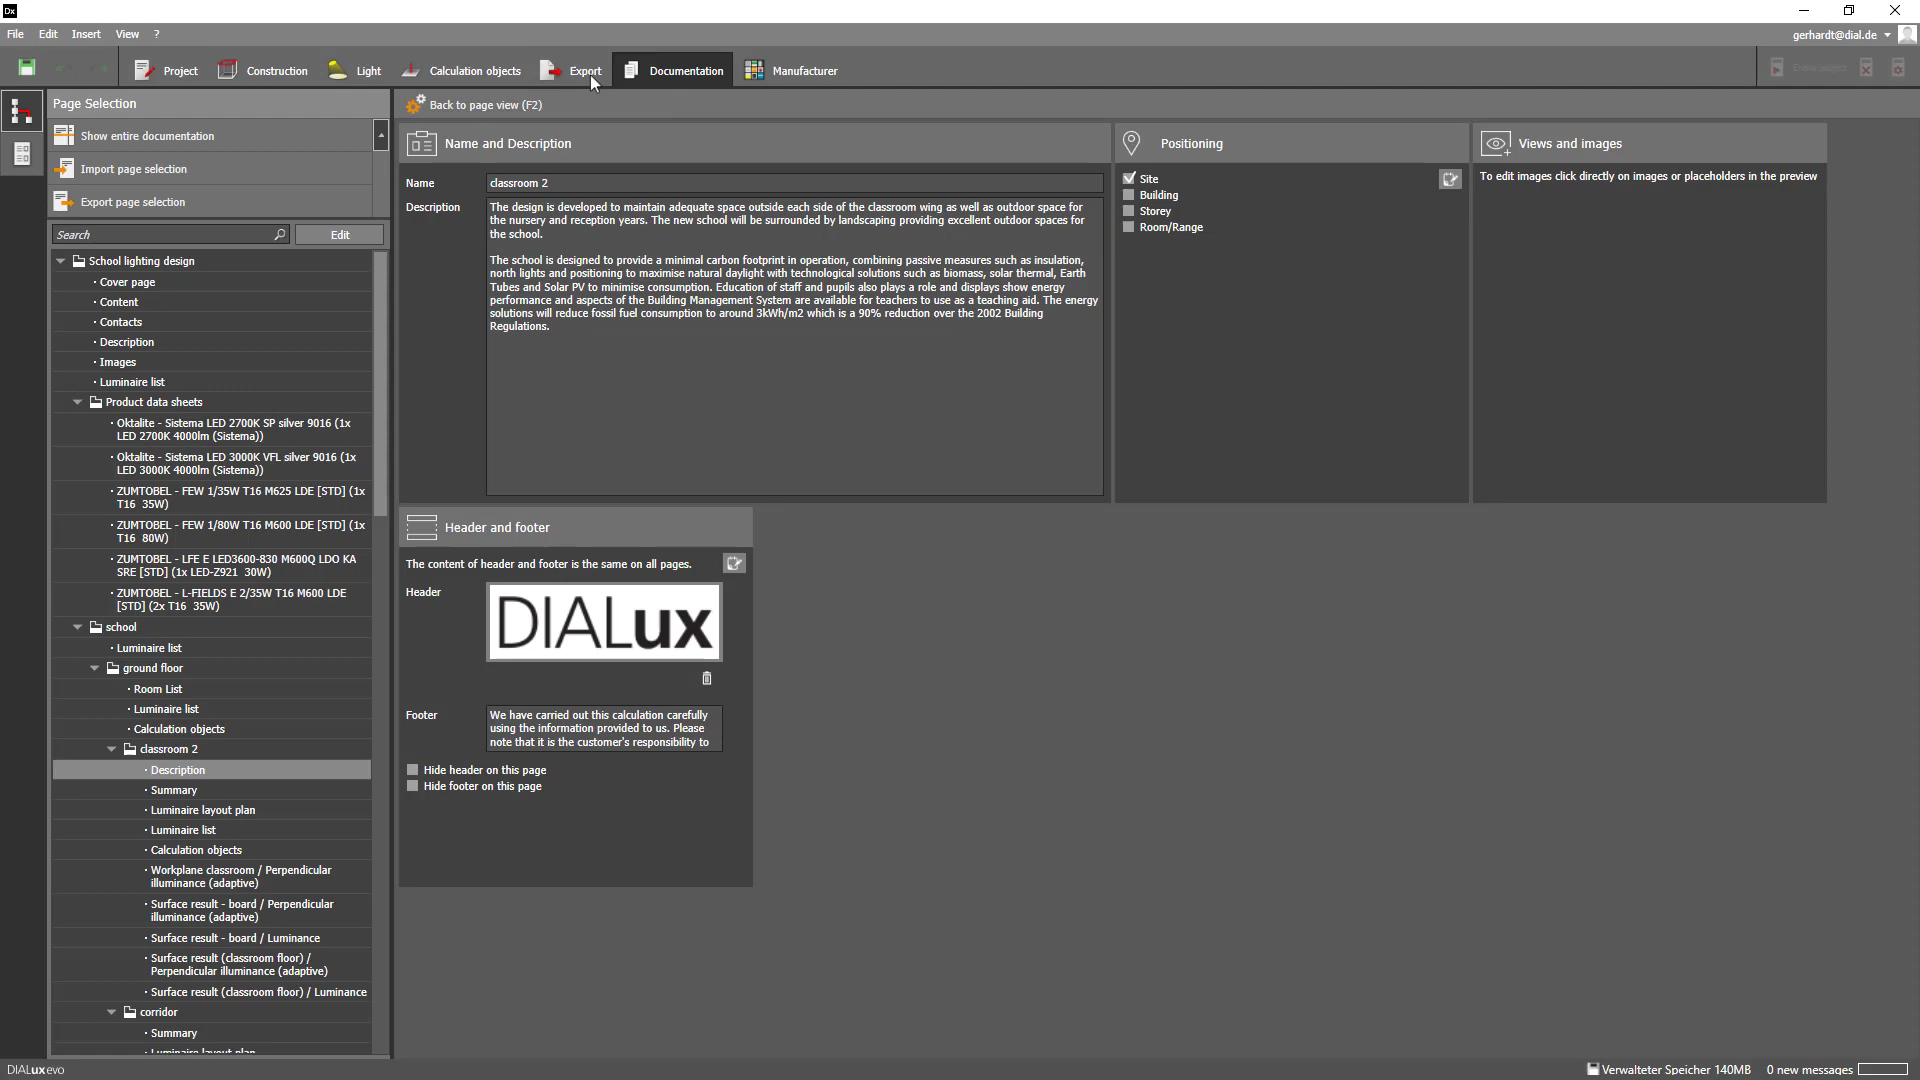 Dx
File Edit Insert View ?
gerhardt@dial.de
Project Construction Light Calculation objects Export Documentation Manufacturer
Page Selection
Back to page view (F2)
Show entire documentation
Import page selection
Export page selection
Search
Edit
School lighting design
Cover page
Content
Contacts
Description
Images
Luminaire list
Product data sheets
Oktalite - Sistema LED 2700K SP silver 9016 (1x
LED 2700K 4000lm (Sistema))
Oktalite - Sistema LED 3000K VFL silver 9016 (1x
LED 3000K 4000lm (Sistema))
ZUMTOBEL - FEW 1/35W T16 M625 LDE [STD] (1x
T16 35W)
ZUMTOBEL - FEW 1/80W T16 M600 LDE [STD] (1x
T16 80W)
ZUMTOBEL - LFE E LED3600-830 M600Q LDO KA
SRE [STD] (1x LED-Z921 30W)
ZUMTOBEL - L-FIELDS E 2/35W T16 M600 LDE
[STD] (2x T16 35W)
school
Luminaire list
ground floor
Room List
Luminaire list
Calculation objects
classroom 2
Description
Summary
Luminaire layout plan
Luminaire list
Calculation objects
Workplane classroom / Perpendicular
illuminance (adaptive)
Surface result - board / Perpendicular
illuminance (adaptive)
Surface result - board / Luminance
Surface result (classroom floor) /
Perpendicular illuminance (adaptive)
Surface result (classroom floor) / Luminance
corridor
Summary
Luminaire layout plan
Name and Description
Name
classroom 2
Description
The design is developed to maintain adequate space outside each side of the classroom wing as well as outdoor space for
the nursery and reception years. The new school will be surrounded by landscaping providing excellent outdoor spaces for
the school.
The school is designed to provide a minimal carbon footprint in operation, combining passive measures such as insulation,
north lights and positioning to maximise natural daylight with technological solutions such as biomass, solar thermal, Earth
Tubes and Solar PV to minimise consumption. Education of staff and pupils also plays a role and displays show energy
performance and aspects of the Building Management System are available for teachers to use as a teaching aid. The energy
solutions will reduce fossil fuel consumption to around 3kWh/m2 which is a 90% reduction over the 2002 Building
Regulations.
Positioning
Site
Building
Storey
Room/Range
Views and images
To edit images click directly on images or placeholders in the preview
Header and footer
The content of header and footer is the same on all pages.
Header
DIALux
Footer
We have carried out this calculation carefully
using the information provided to us. Please
note that it is the customer's responsibility to
Hide header on this page
Hide footer on this page
DIALux evo
Verwalteter Speicher 140MB 0 new messages